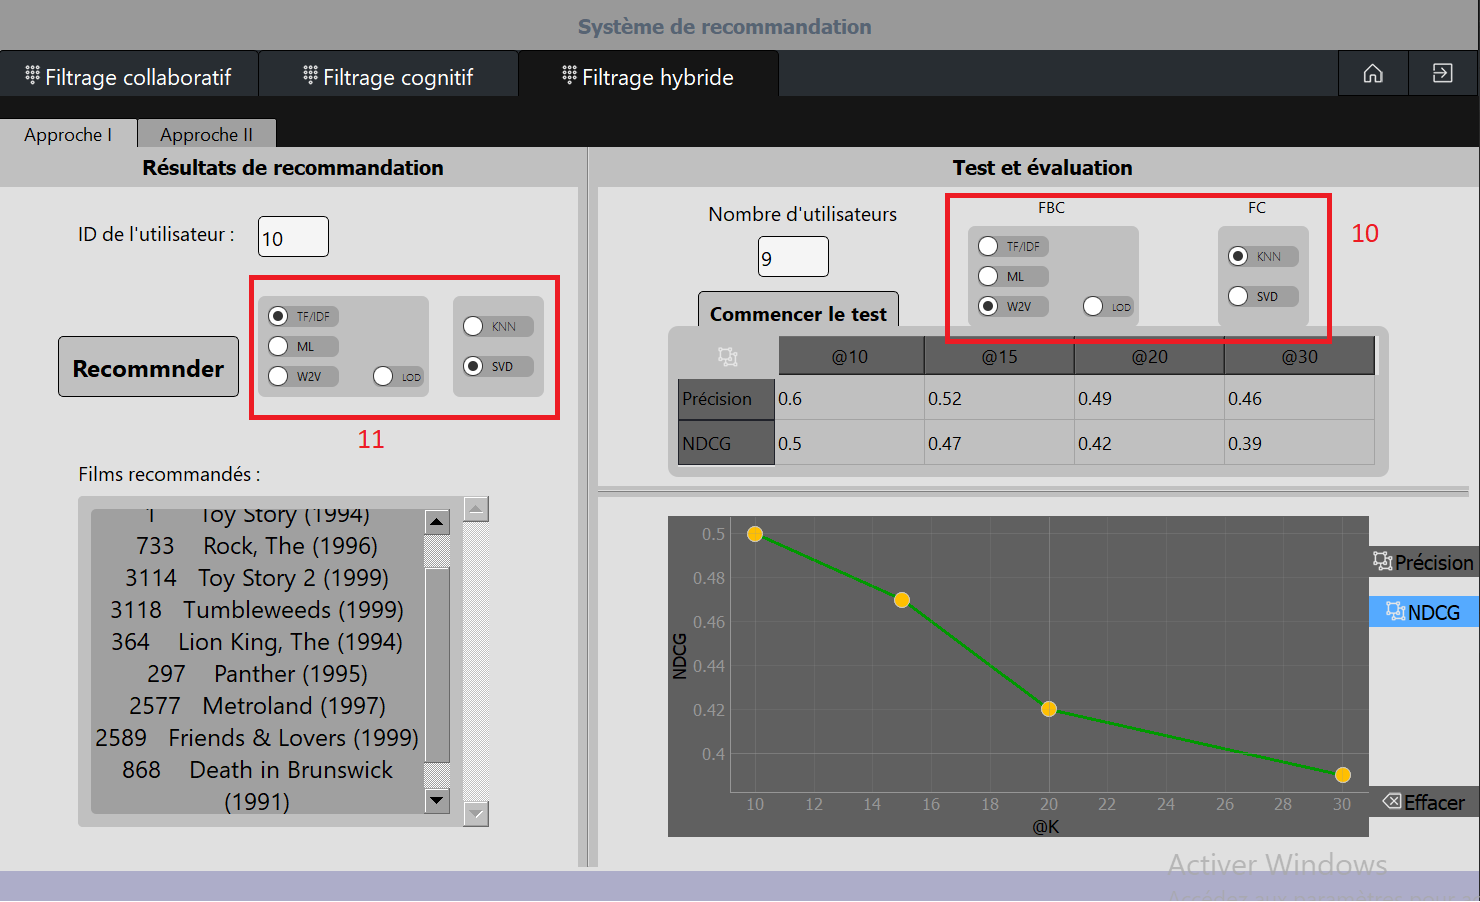 Système de recommandation
Filtrage collaboratif
Filtrage cognitif
Filtrage hybride
Approche I
Approche II
Résultats de recommandation
ID de l'utilisateur :
10
TF/IDF
ML
W2V
LOD
KNN
SVD
Recommnder
11
Films recommandés :
1 Toy Story (1994)
733 Rock, The (1996)
3114 Toy Story 2 (1999)
3118 Tumbleweeds (1999)
364 Lion King, The (1994)
297 Panther (1995)
2577 Metroland (1997)
2589 Friends & Lovers (1999)
868 Death in Brunswick
(1991)
Test et évaluation
Nombre d'utilisateurs
9
Commencer le test
FBC
FC
TF/IDF
ML
W2V
LOD
KNN
SVD
10
@10 @15 @20 @30
Précision 0.6 0.52 0.49 0.46
NDCG 0.5 0.47 0.42 0.39
NDCG
0.5
0.48
0.46
0.44
0.42
0.4
10 12 14 16 18 20 22 24 26 28 30
@K
Précision
NDCG
Effacer
Activer Windows